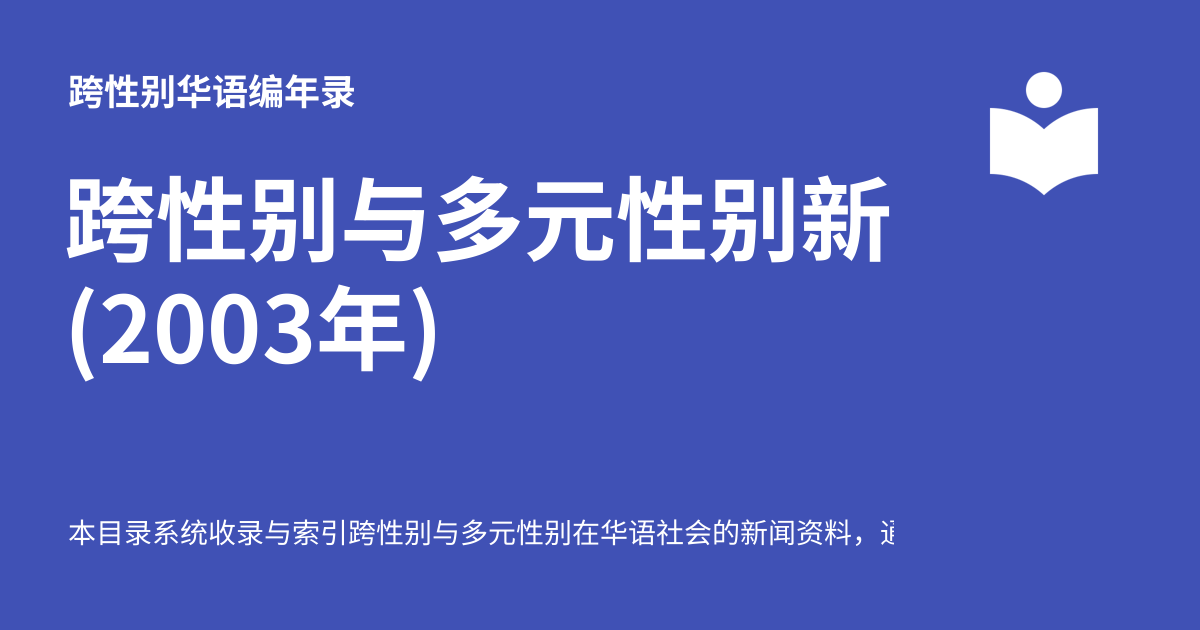 跨性别华语编年录
跨性别与多元性别新
(2003年)
本目录系统收录与索引跨性别与多元性别在华语社会的新闻资料，